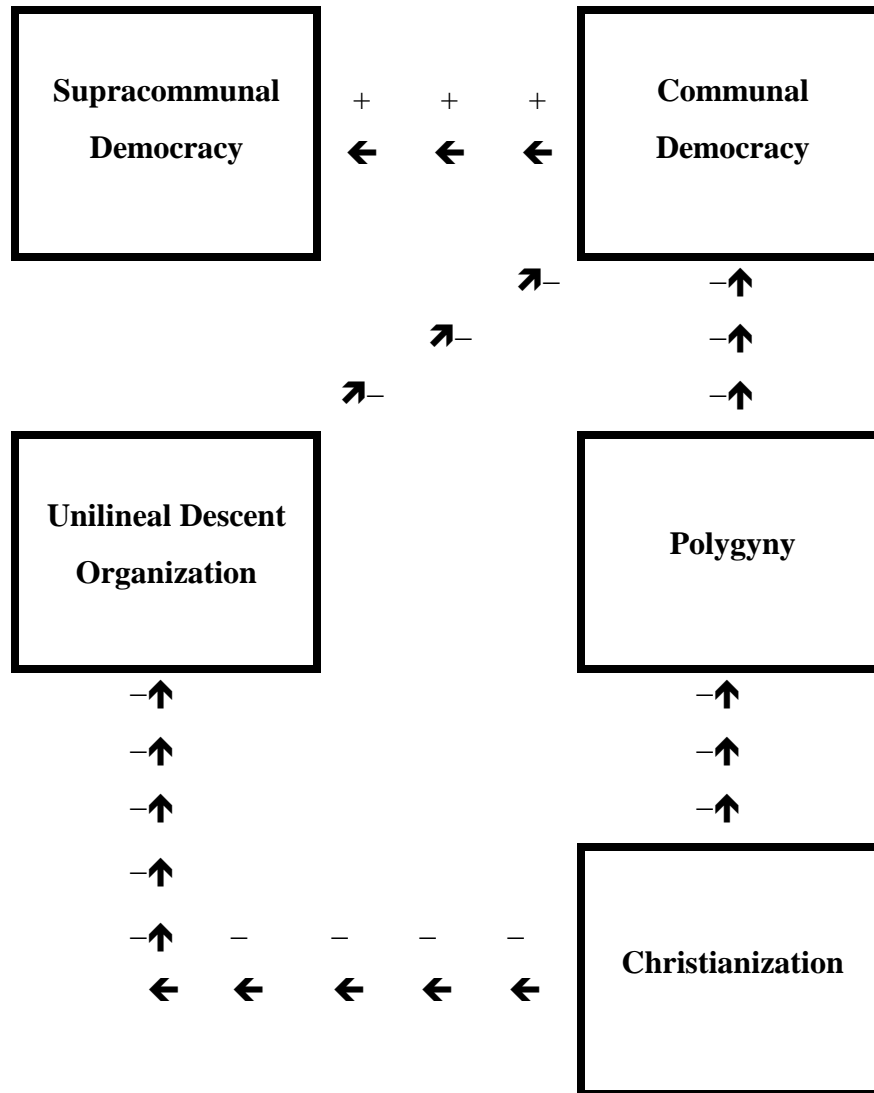 Supracommunal
Democracy
+ + +
← ← ←
Communal
Democracy
↗– –↑
↗– –↑
↗– –↑
Unilineal Descent
Organization
Polygyny
–↑ –↑
–↑ –↑
–↑ –↑
–↑
–↑ – – – –
← ← ← ← ←
Christianization